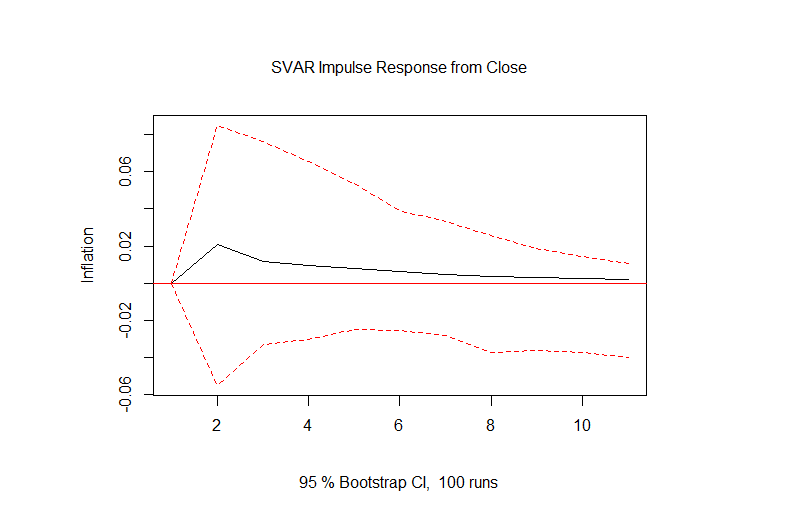 SVAR Impulse Response from Close
Inflation
0.06
0.02
-0.02
-0.06
2 4 6 8 10
95 % Bootstrap CI, 100 runs